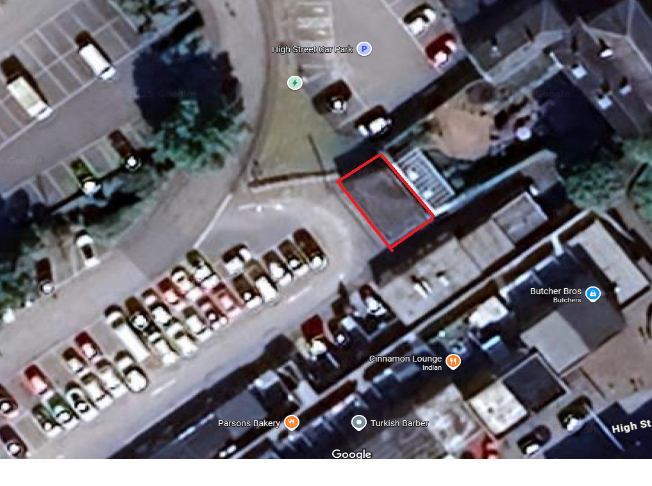 High Street Car Park
P
Butcher Bros
Butchers
Cinnamon Lounge
Indian
Parsons Bakery
Turkish Barber
High St
Google